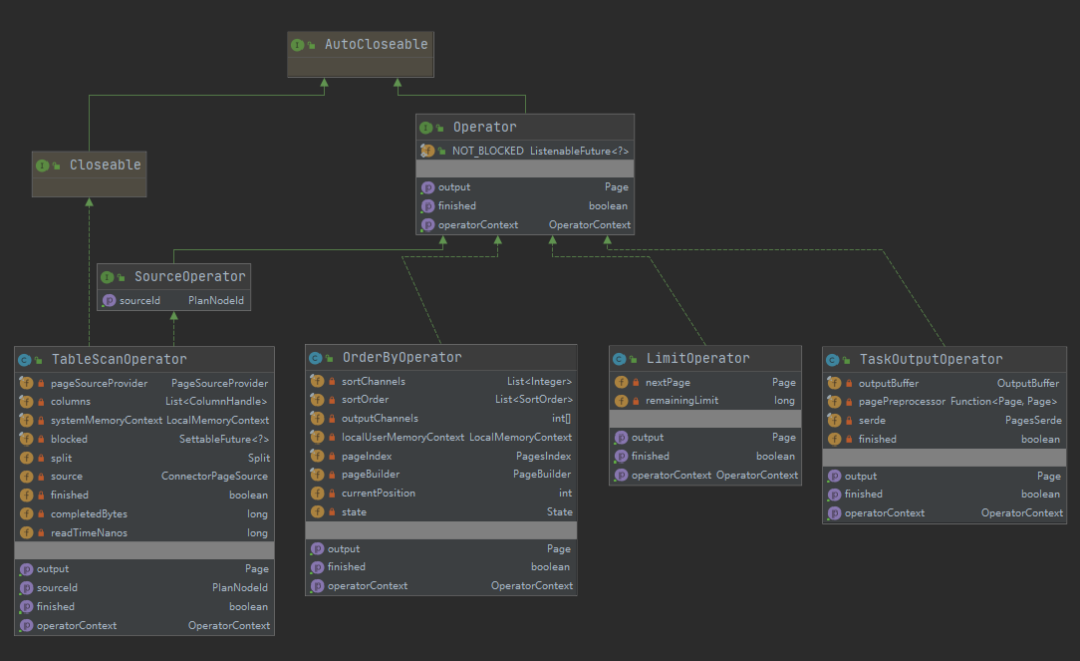 AutoCloseable
Operator
NOT_BLOCKED ListenableFuture<?>
output Page
finished boolean
operatorContext OperatorContext
Closeable
SourceOperator
sourceId PlanNodeId
TableScanOperator
pageSourceProvider PageSourceProvider
columns List<ColumnHandle>
systemMemoryContext LocalMemoryContext
blocked SettableFuture<?>
split Split
source ConnectorPageSource
finished boolean
completedBytes long
readTimeNanos long
output Page
sourceId PlanNodeId
finished boolean
operatorContext OperatorContext
OrderByOperator
sortChannels List<Integer>
sortOrder List<SortOrder>
outputChannels int[]
localUserMemoryContext LocalMemoryContext
pageIndex PagesIndex
pageBuilder PageBuilder
currentPosition int
state State
output Page
finished boolean
operatorContext OperatorContext
LimitOperator
nextPage Page
remainingLimit long
output Page
finished boolean
operatorContext OperatorContext
TaskOutputOperator
outputBuffer OutputBuffer
pagePreprocessor Function<Page, Page>
serde PagesSerde
finished boolean
output Page
finished boolean
operatorContext OperatorContext